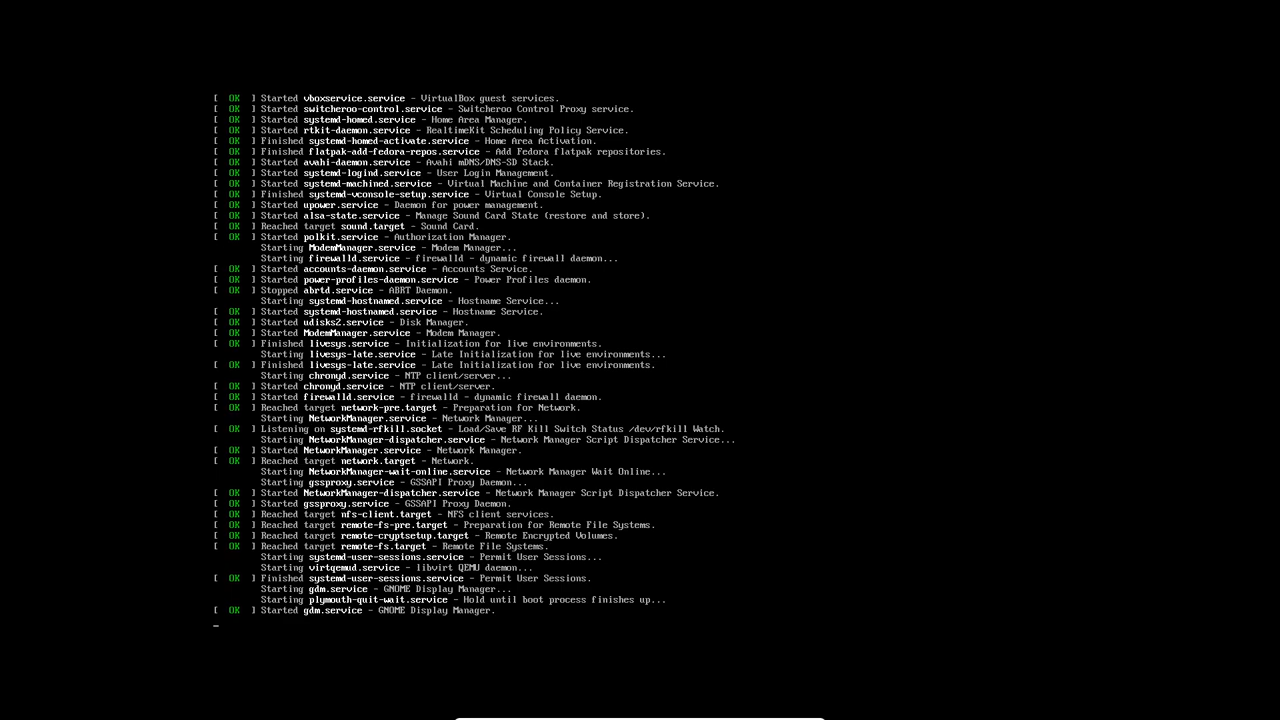 [  OK  ] Started vboxservice.service - VirtualBox guest services.
[  OK  ] Started switcheroo-control.service - Switcheroo Control Proxy service.
[  OK  ] Started systemd-homed.service - Home Area Manager.
[  OK  ] Started rtkit-daemon.service - RealtimeKit Scheduling Policy Service.
[  OK  ] Finished systemd-homed-activate.service - Home Area Activation.
[  OK  ] Finished flatpak-add-fedora-repos.service - Add Fedora flatpak repositories.
[  OK  ] Started avahi-daemon.service - Avahi mDNS/DNS-SD Stack.
[  OK  ] Started systemd-logind.service - User Login Management.
[  OK  ] Started systemd-machined.service - Virtual Machine and Container Registration Service.
[  OK  ] Finished systemd-vconsole-setup.service - Virtual Console Setup.
[  OK  ] Started upower.service - Daemon for power management.
[  OK  ] Started alsa-state.service - Manage Sound Card State (restore and store).
[  OK  ] Reached target sound.target - Sound Card.
[  OK  ] Started polkit.service - Authorization Manager.
Starting ModemManager.service - Modem Manager...
Starting firewalld.service - firewalld - dynamic firewall daemon...
[  OK  ] Started accounts-daemon.service - Accounts Service.
[  OK  ] Started power-profiles-daemon.service - Power Profiles daemon.
[  OK  ] Stopped abrtd.service - ABRT Daemon.
Starting systemd-hostnamed.service - Hostname Service...
[  OK  ] Started systemd-hostnamed.service - Hostname Service.
[  OK  ] Started udisks2.service - Disk Manager.
[  OK  ] Started ModemManager.service - Modem Manager.
[  OK  ] Finished livesys.service - Initialization for live environments.
Starting livesys-late.service - Late Initialization for live environments...
[  OK  ] Finished livesys-late.service - Late Initialization for live environments.
Starting chronyd.service - NTP client/server...
[  OK  ] Started chronyd.service - NTP client/server.
[  OK  ] Started firewalld.service - firewalld - dynamic firewall daemon.
[  OK  ] Reached target network-pre.target - Preparation for Network.
Starting NetworkManager.service - Network Manager...
[  OK  ] Listening on systemd-rfkill.socket - Load/Save RF Kill Switch Status /dev/rfkill Watch.
Starting NetworkManager-dispatcher.service - Network Manager Script Dispatcher Service...
[  OK  ] Started NetworkManager.service - Network Manager.
[  OK  ] Reached target network.target - Network.
Starting NetworkManager-wait-online.service - Network Manager Wait Online...
Starting gssproxy.service - GSSAPI Proxy Daemon...
[  OK  ] Started NetworkManager-dispatcher.service - Network Manager Script Dispatcher Service.
[  OK  ] Started gssproxy.service - GSSAPI Proxy Daemon.
[  OK  ] Reached target nfs-client.target - NFS client services.
[  OK  ] Reached target remote-fs-pre.target - Preparation for Remote File Systems.
[  OK  ] Reached target remote-cryptsetup.target - Remote Encrypted Volumes.
[  OK  ] Reached target remote-fs.target - Remote File Systems.
Starting systemd-user-sessions.service - Permit User Sessions...
Starting virtqemud.service - libvirt QEMU daemon...
[  OK  ] Finished systemd-user-sessions.service - Permit User Sessions.
Starting gdm.service - GNOME Display Manager...
Starting plymouth-quit-wait.service - Hold until boot process finishes up...
[  OK  ] Started gdm.service - GNOME Display Manager.